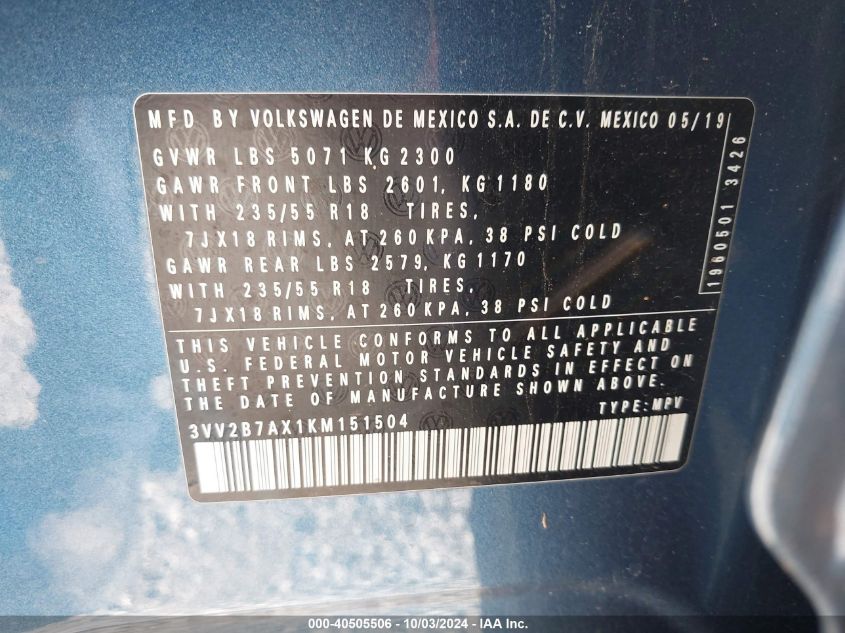 MFD BY VOLKSWAGEN DE MEXICO S.A. DE C.V. MEXICO 05/19
GVWR LBS 5071 KG 2300
GAWR FRONT LBS 2601, KG 1180
WITH 235/55 R18 TIRES,
7JX18 RIMS, AT 260 KPA, 38 PSI COLD
GAWR REAR LBS 2579, KG 1170
WITH 235/55 R18 TIRES,
7JX18 RIMS, AT 260 KPA, 38 PSI COLD
THIS VEHICLE CONFORMS TO ALL APPLICABLE
U.S. FEDERAL MOTOR VEHICLE SAFETY AND
THEFT PREVENTION STANDARDS IN EFFECT ON
THE DATE OF MANUFACTURE SHOWN ABOVE.
TYPE: MPV
3VV2B7AX1KM151504
1960501 3426
000-40505506 - 10/03/2024 - IAA Inc.